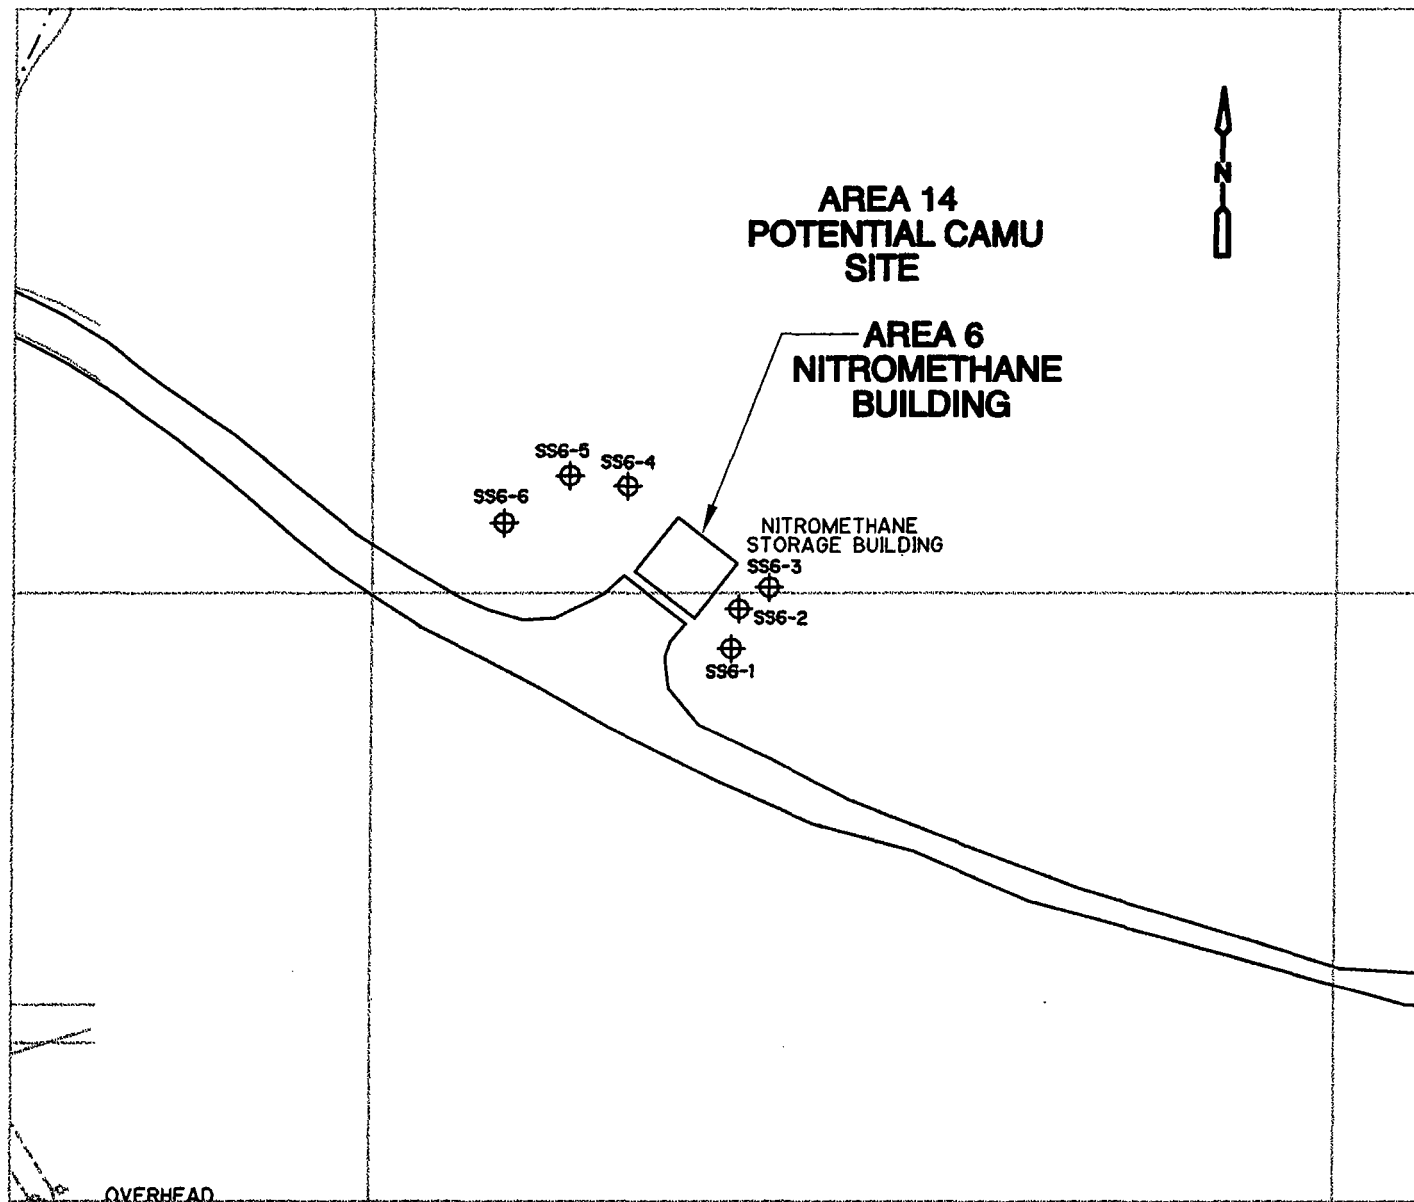 N
AREA 14
POTENTIAL CAMU
SITE
AREA 6
NITROMETHANE
BUILDING
SS6-5
SS6-4
SS6-6
NITROMETHANE
STORAGE BUILDING
SS6-3
SS6-2
SS6-1
OVERHEAD